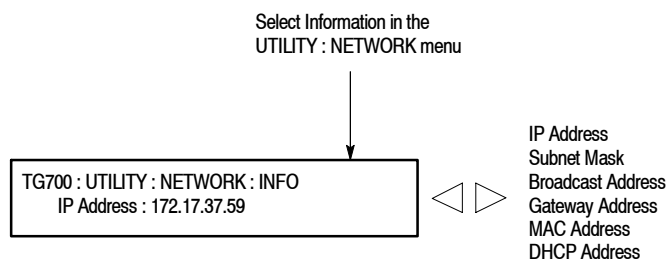 Select Information in the
UTILITY : NETWORK menu
TG700 : UTILITY : NETWORK : INFO
IP Address : 172.17.37.59
IP Address
Subnet Mask
Broadcast Address
Gateway Address
MAC Address
DHCP Address